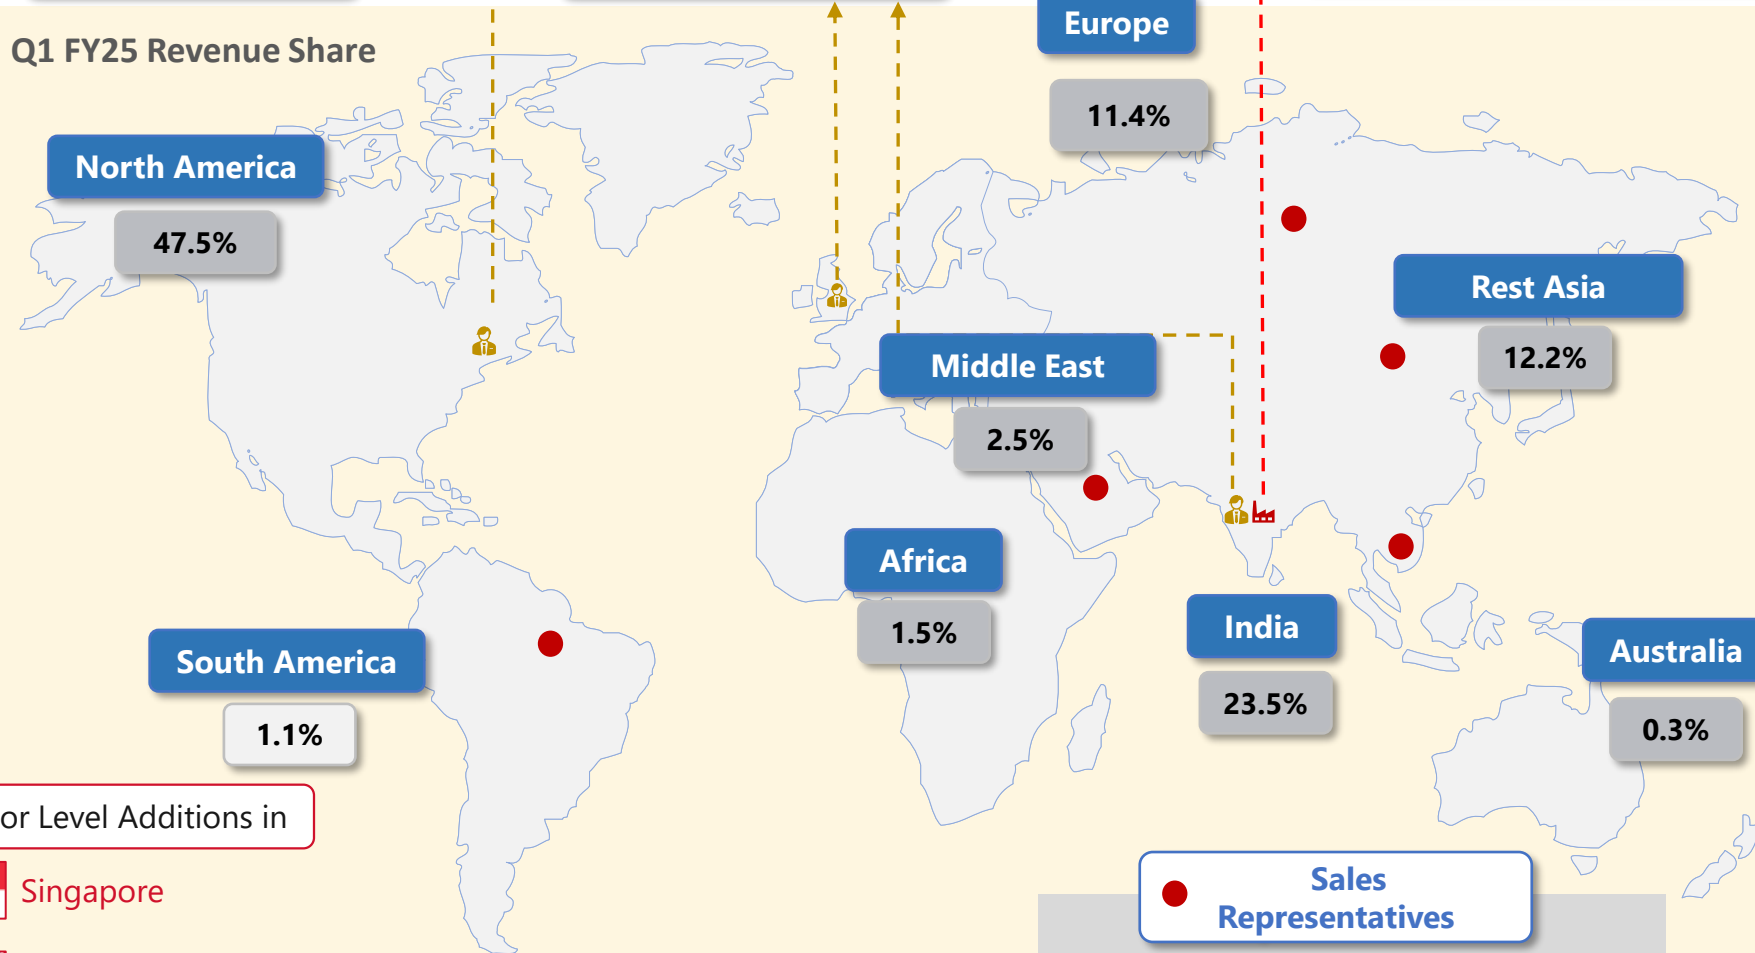 Q1 FY25 Revenue Share
Europe
11.4%
North America
47.5%
Rest Asia
12.2%
Middle East
2.5%
Africa
1.5%
India
23.5%
South America
1.1%
Australia
0.3%
or Level Additions in
Singapore
Sales
Representatives